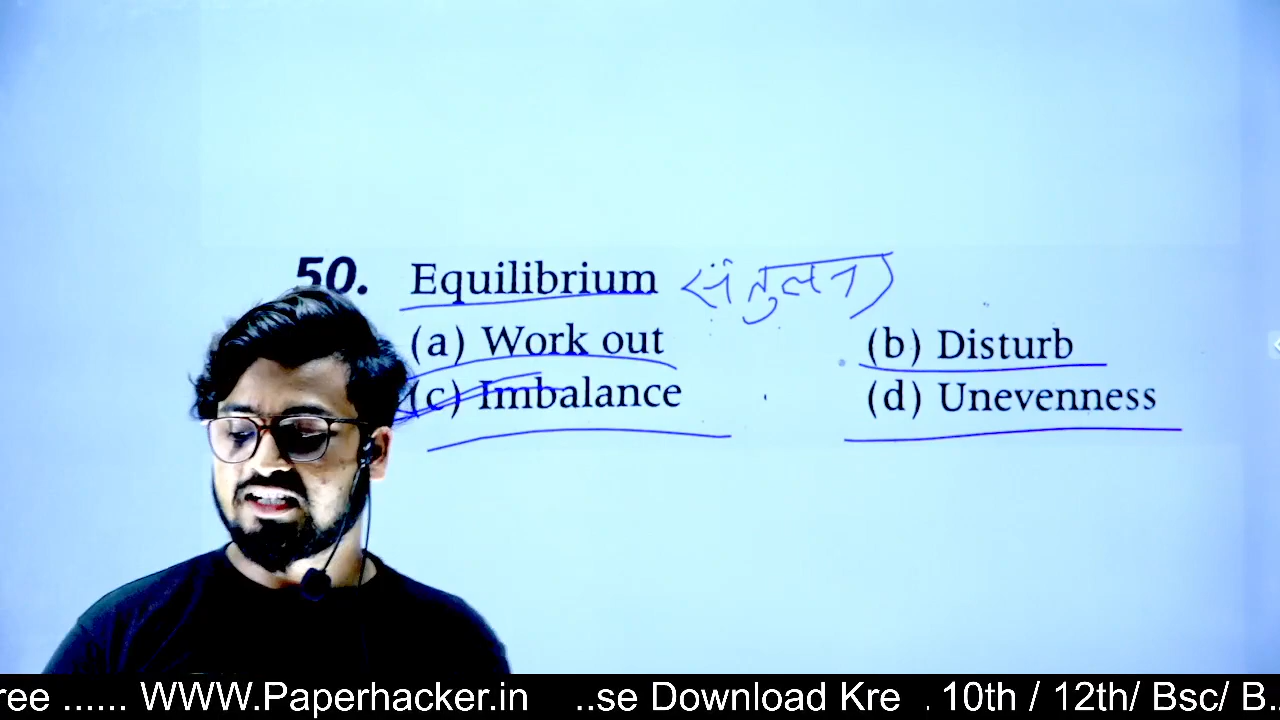 50. Equilibrium (संतुलन)
(a) Work out (b) Disturb
(c) Imbalance (d) Unevenness
ree ...... WWW.Paperhacker.in ..se Download Kre . 10th / 12th/ Bsc/ B..